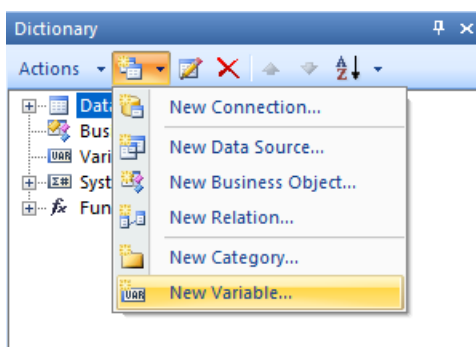 Dictionary
Actions
New Connection...
Data
New Data Source...
Bus
New Business Object...
Vari
New Relation...
Syst
New Category...
Fun
New Variable...